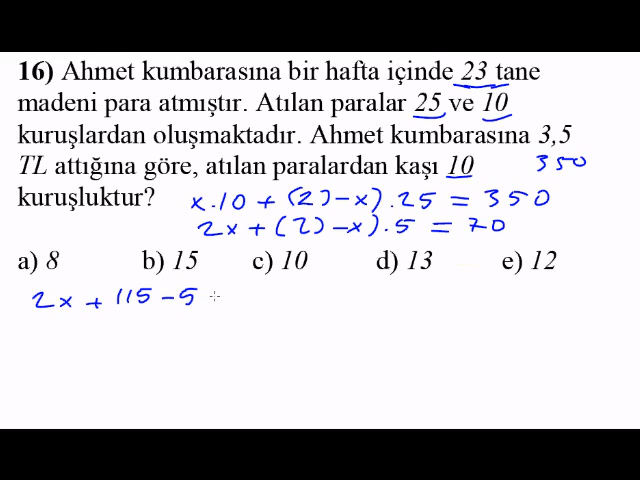 16) Ahmet kumbarasına bir hafta içinde 23 tane
madeni para atmıştır. Atılan paralar 25 ve 10
kuruşlardan oluşmaktadır. Ahmet kumbarasına 3,5
TL attığına göre, atılan paralardan kaşı 10
350
kuruşluktur?
x.10 + (23-x).25 = 350
2x + (23-x).5 = 70
a) 8 b) 15 c) 10 d) 13 e) 12
2x + 115 - 5